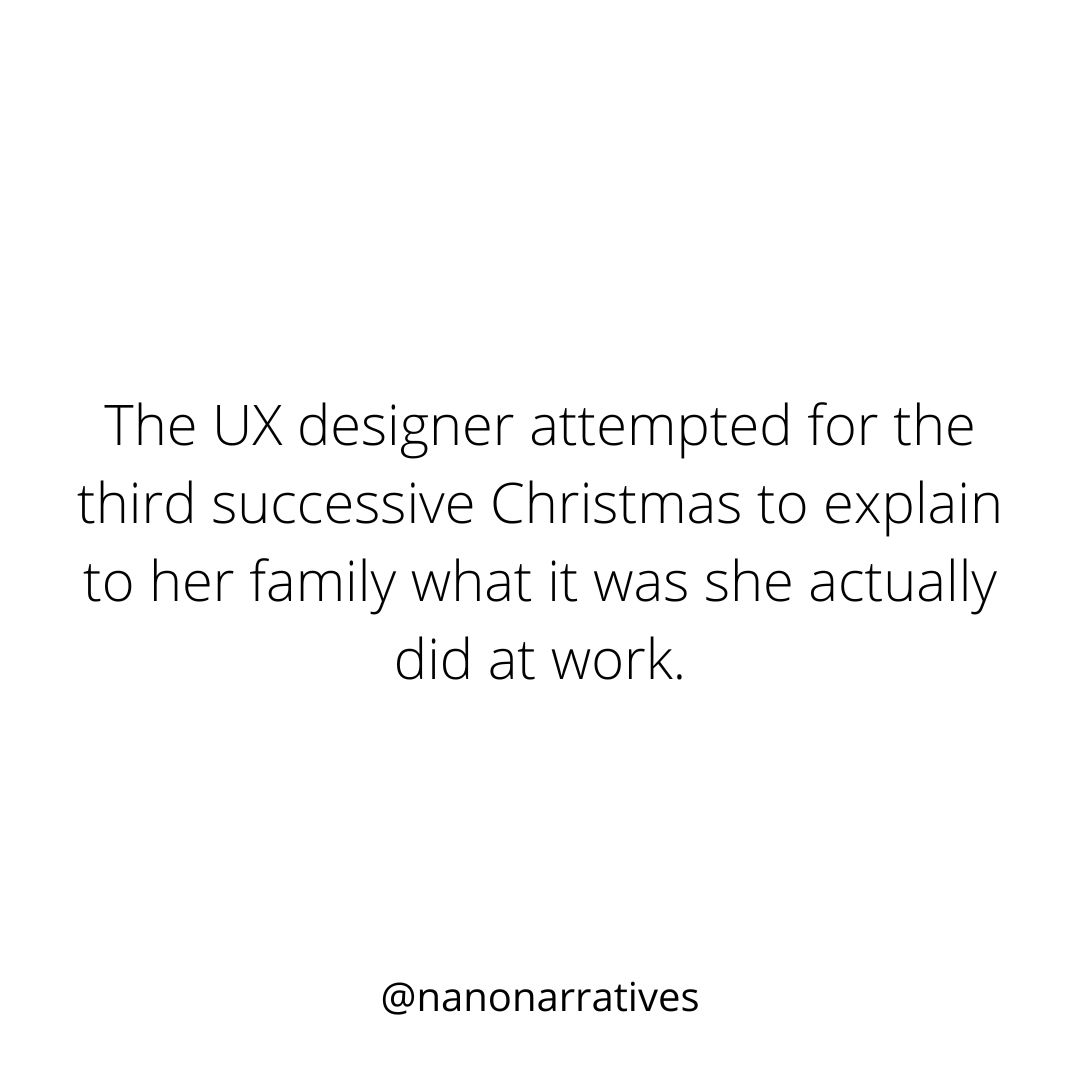 The UX designer attempted for the
third successive Christmas to explain
to her family what it was she actually
did at work.
@nanonarratives